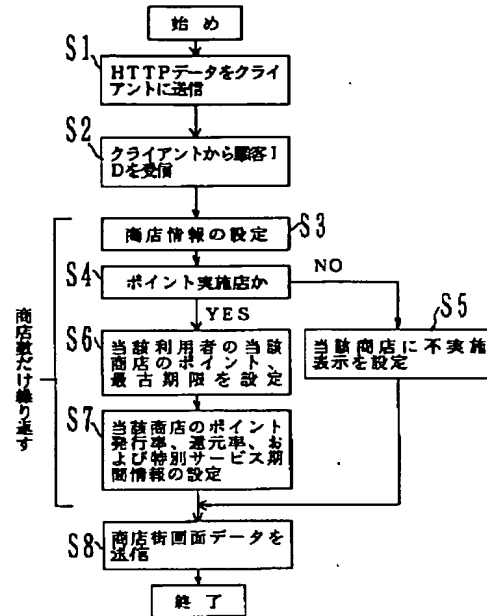 始め
S1
HTTPデータをクライ
アントに送信
S2
クライアントから顧客I
Dを受信
商店数だけ繰り返す
商店情報の設定
S3
S4
ポイント実施店か
NO
YES
S5
当該商店に不実施
表示を設定
S6
当該利用者の当該
商店のポイント、
最古期限を設定
S7
当該商店のポイント
発行率、還元率、お
よび特別サービス期
間情報の設定
S8
商店街画面データを
送信
終了